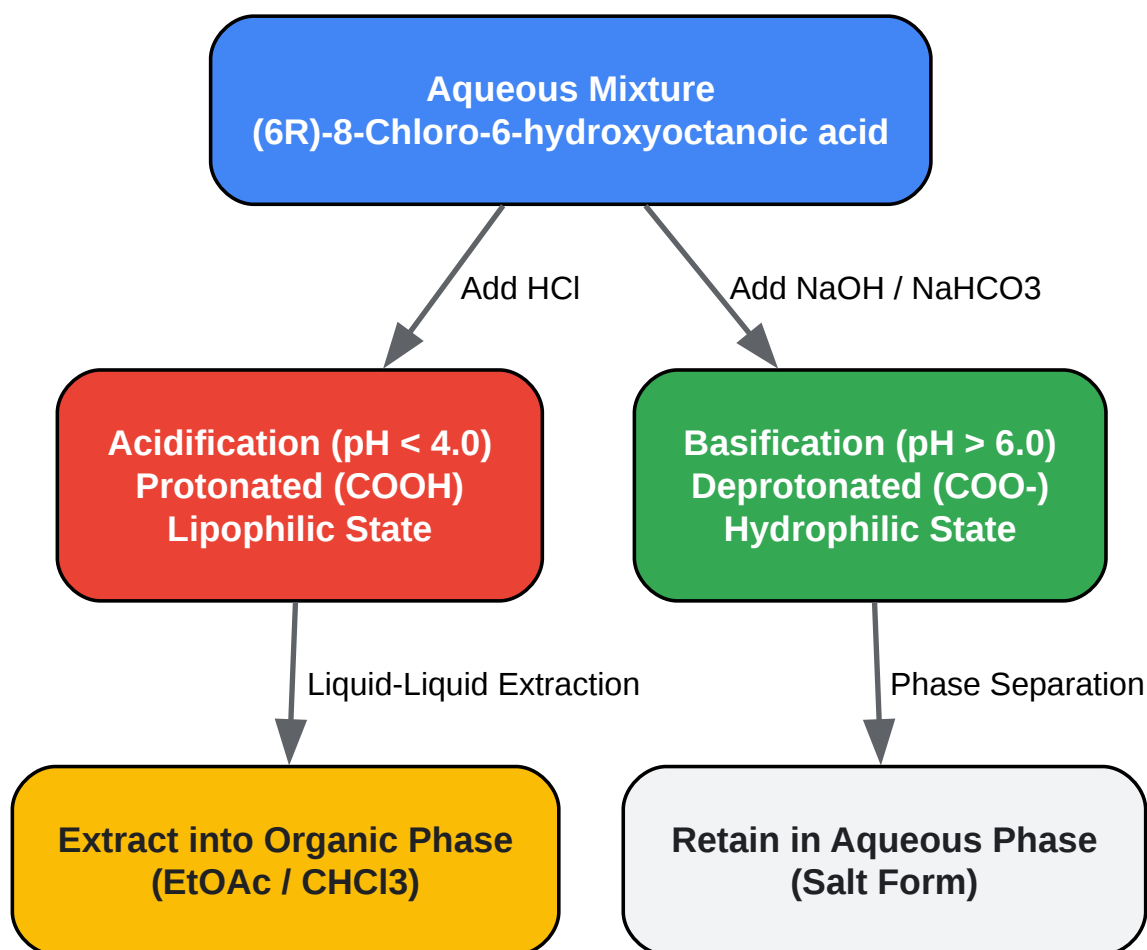 Aqueous Mixture
(6R)-8-Chloro-6-hydroxyoctanoic acid
Add HCl
Add NaOH / NaHCO3
Acidification (pH < 4.0)
Protonated (COOH)
Lipophilic State
Basification (pH > 6.0)
Deprotonated (COO-)
Hydrophilic State
Liquid-Liquid Extraction
Phase Separation
Extract into Organic Phase
(EtOAc / CHCl3)
Retain in Aqueous Phase
(Salt Form)